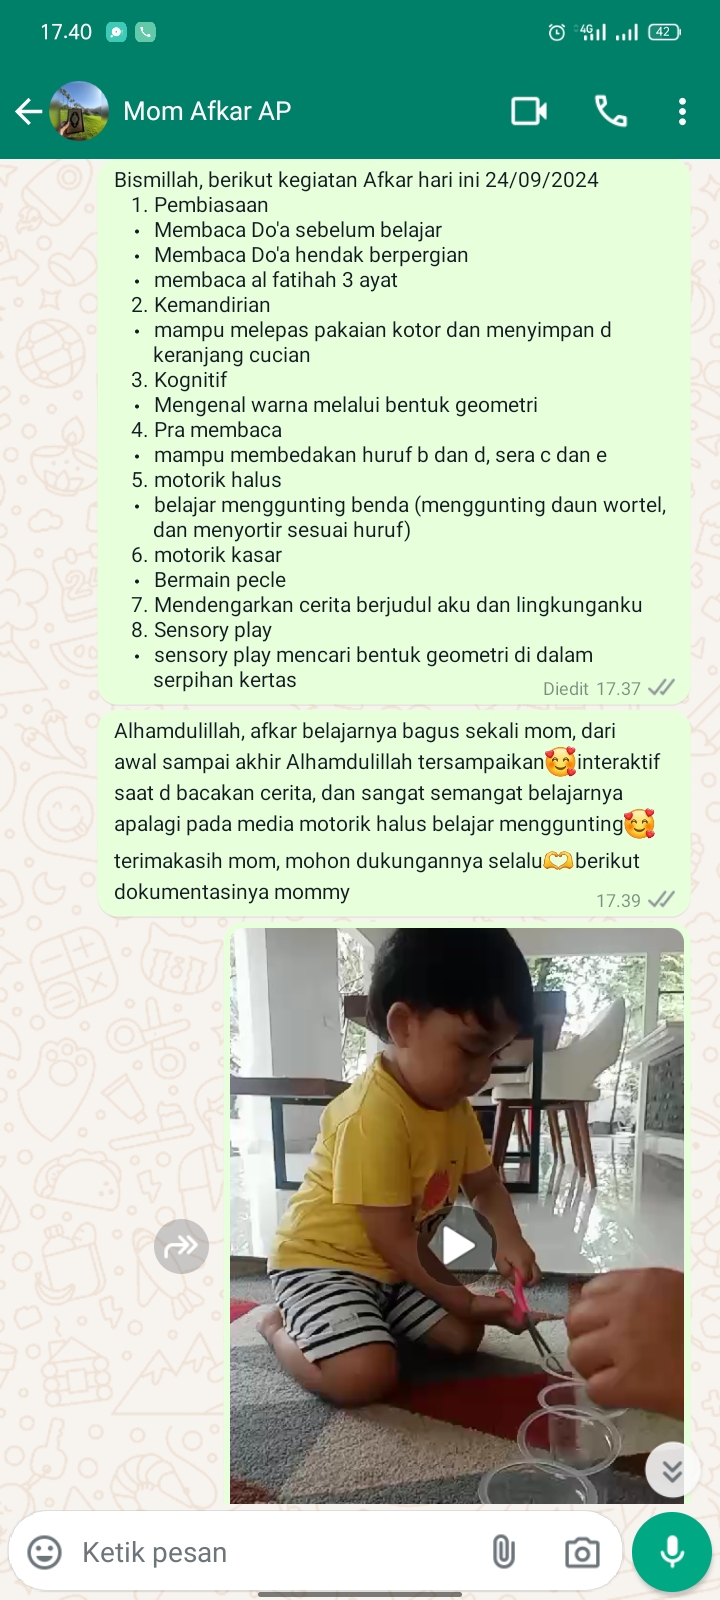 17.40
4G
42
Mom Afkar AP
Bismillah, berikut kegiatan Afkar hari ini 24/09/2024
1. Pembiasaan
• Membaca Do'a sebelum belajar
• Membaca Do'a hendak berpergian
• membaca al fatihah 3 ayat
2. Kemandirian
• mampu melepas pakaian kotor dan menyimpan d
keranjang cucian
3. Kognitif
• Mengenal warna melalui bentuk geometri
4. Pra membaca
• mampu membedakan huruf b dan d, sera c dan e
5. motorik halus
• belajar menggunting benda (menggunting daun wortel,
dan menyortir sesuai huruf)
6. motorik kasar
• Bermain pecle
7. Mendengarkan cerita berjudul aku dan lingkunganku
8. Sensory play
• sensory play mencari bentuk geometri di dalam
serpihan kertas
Diedit 17.37
Alhamdulillah, afkar belajarnya bagus sekali mom, dari
awal sampai akhir Alhamdulillah tersampaikan🥰interaktif
saat d bacakan cerita, dan sangat semangat belajarnya
apalagi pada media motorik halus belajar menggunting🥰
terimakasih mom, mohon dukungannya selalu🫶berikut
dokumentasinya mommy
17.39
Ketik pesan